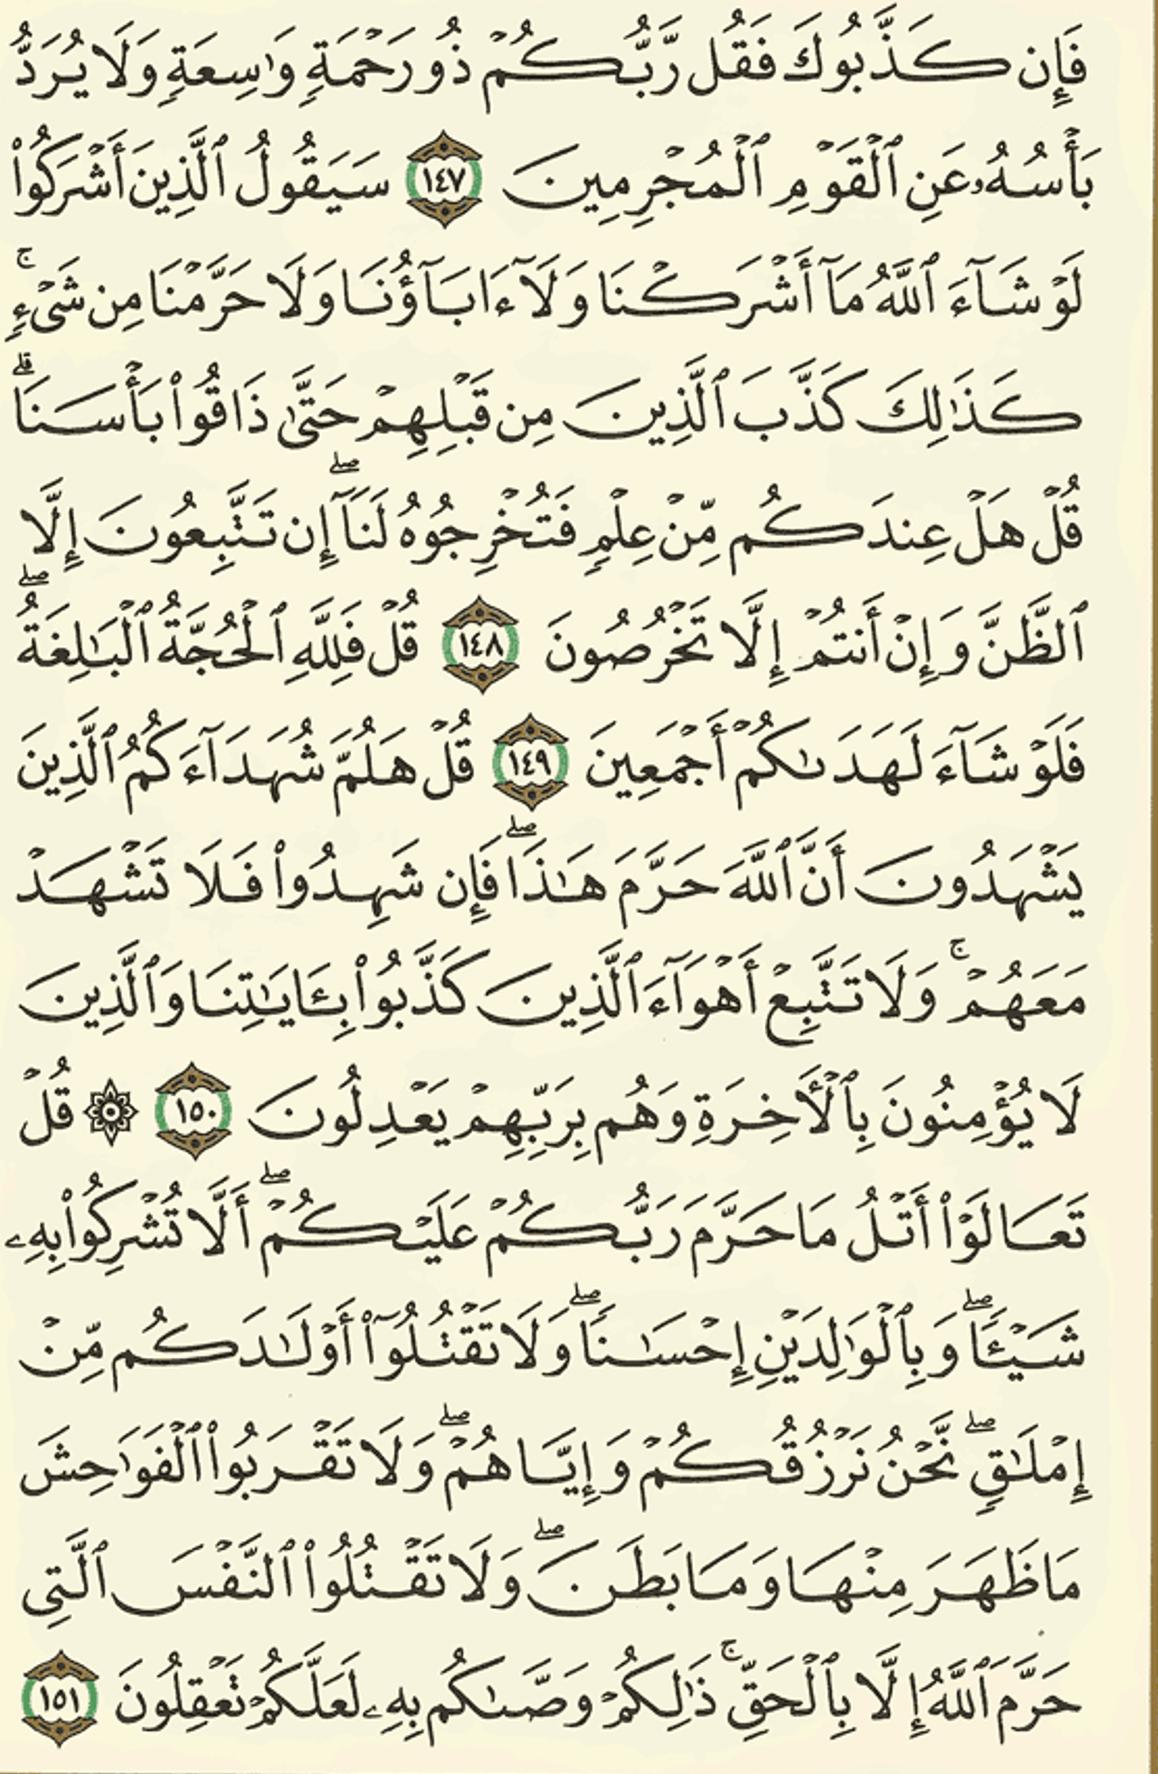 فَإِن كَذَّبُوكَ فَقُل رَّبُّكُمْ ذُو رَحْمَةٍ وَٰسِعَةٍ وَلَا يُرَدُّ
بَأْسُهُۥ عَنِ ٱلْقَوْمِ ٱلْمُجْرِمِينَ ١٤٧ سَيَقُولُ ٱلَّذِينَ أَشْرَكُوا۟
لَوْ شَآءَ ٱللَّهُ مَآ أَشْرَكْنَا وَلَآ ءَابَآؤُنَا وَلَا حَرَّمْنَا مِن شَىْءٍ ۚ
كَذَٰلِكَ كَذَّبَ ٱلَّذِينَ مِن قَبْلِهِمْ حَتَّىٰ ذَاقُوا۟ بَأْسَنَا ۗ
قُلْ هَلْ عِندَكُم مِّنْ عِلْمٍ فَتُخْرِجُوهُ لَنَآ ۖ إِن تَتَّبِعُونَ إِلَّا
ٱلظَّنَّ وَإِنْ أَنتُمْ إِلَّا تَخْرُصُونَ ١٤٨ قُلْ فَلِلَّهِ ٱلْحُجَّةُ ٱلْبَٰلِغَةُ ۖ
فَلَوْ شَآءَ لَهَدَىٰكُمْ أَجْمَعِينَ ١٤٩ قُلْ هَلُمَّ شُهَدَآءَكُمُ ٱلَّذِينَ
يَشْهَدُونَ أَنَّ ٱللَّهَ حَرَّمَ هَٰذَا ۖ فَإِن شَهِدُوا۟ فَلَا تَشْهَدْ
مَعَهُمْ ۚ وَلَا تَتَّبِعْ أَهْوَآءَ ٱلَّذِينَ كَذَّبُوا۟ بِـَٔايَٰتِنَا وَٱلَّذِينَ
لَا يُؤْمِنُونَ بِٱلْـَٔاخِرَةِ وَهُم بِرَبِّهِمْ يَعْدِلُونَ ١٥٠ ۞ قُلْ
تَعَالَوْا۟ أَتْلُ مَا حَرَّمَ رَبُّكُمْ عَلَيْكُمْ ۖ أَلَّا تُشْرِكُوا۟ بِهِۦ
شَيْـًٔا ۖ وَبِٱلْوَٰلِدَيْنِ إِحْسَٰنًا ۖ وَلَا تَقْتُلُوٓا۟ أَوْلَٰدَكُم مِّنْ
إِمْلَٰقٍ ۖ نَّحْنُ نَرْزُقُكُمْ وَإِيَّاهُمْ ۖ وَلَا تَقْرَبُوا۟ ٱلْفَوَٰحِشَ
مَا ظَهَرَ مِنْهَا وَمَا بَطَنَ ۖ وَلَا تَقْتُلُوا۟ ٱلنَّفْسَ ٱلَّتِى
حَرَّمَ ٱللَّهُ إِلَّا بِٱلْحَقِّ ۚ ذَٰلِكُمْ وَصَّىٰكُم بِهِۦ لَعَلَّكُمْ تَعْقِلُونَ ١٥١